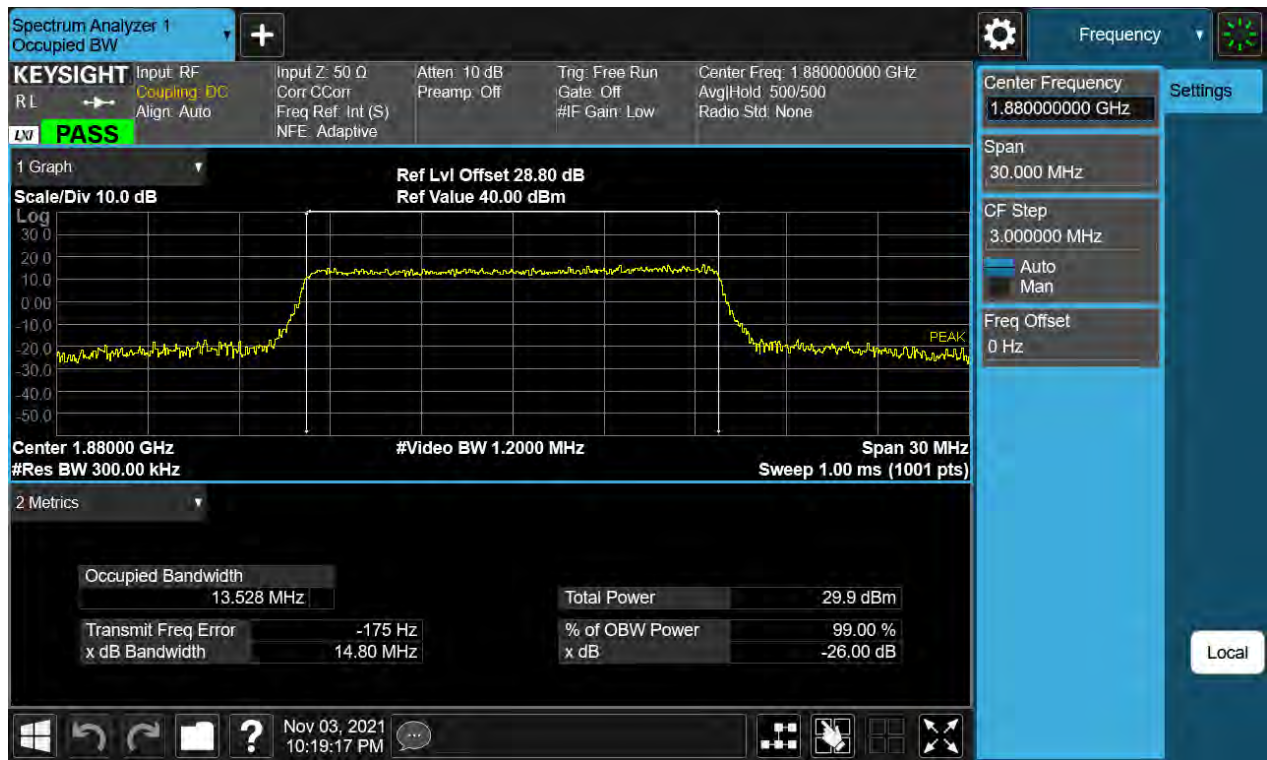 Spectrum Analyzer 1
Occupied BW
+
Frequency
KEYSIGHT
RL
LXI
PASS
Input: RF
Coupling: DC
Align: Auto
Input Z: 50 Ω
Corr CCorr
Freq Ref: Int (S)
NFE: Adaptive
Atten: 10 dB
Preamp: Off
Trig: Free Run
Gate: Off
#IF Gain: Low
Center Freq: 1.880000000 GHz
Avg|Hold: 500/500
Radio Std: None
1 Graph
Scale/Div 10.0 dB
Ref Lvl Offset 28.80 dB
Ref Value 40.00 dBm
Log
30.0
20.0
10.0
0.00
-10.0
-20.0
-30.0
-40.0
-50.0
PEAK
Center 1.88000 GHz
#Video BW 1.2000 MHz
Span 30 MHz
#Res BW 300.00 kHz
Sweep 1.00 ms (1001 pts)
2 Metrics
Occupied Bandwidth
13.528 MHz
Total Power 29.9 dBm
Transmit Freq Error -175 Hz
% of OBW Power 99.00 %
x dB Bandwidth 14.80 MHz
x dB -26.00 dB
Center Frequency
1.880000000 GHz
Settings
Span
30.000 MHz
CF Step
3.000000 MHz
Auto
Man
Freq Offset
0 Hz
Local
?
Nov 03, 2021
10:19:17 PM